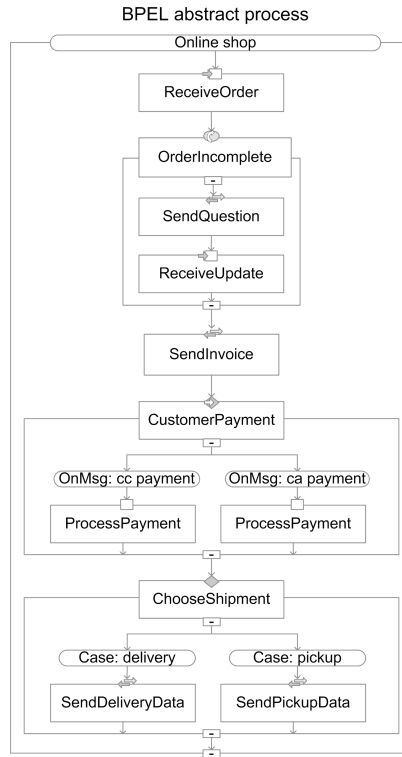 BPEL abstract process
Online shop
ReceiveOrder
OrderIncomplete
SendQuestion
ReceiveUpdate
SendInvoice
CustomerPayment
OnMsg: cc payment OnMsg: ca payment
ProcessPayment ProcessPayment
ChooseShipment
Case: delivery Case: pickup
SendDeliveryData SendPickupData